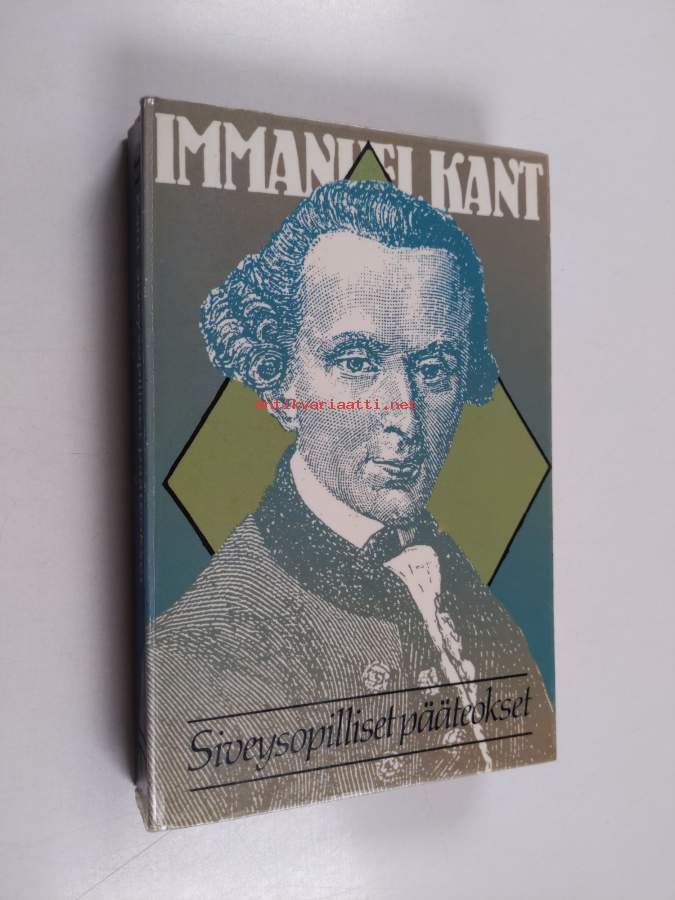 IMMANUEL KANT
antikvariaatti.net
Siveysopilliset pääteokset